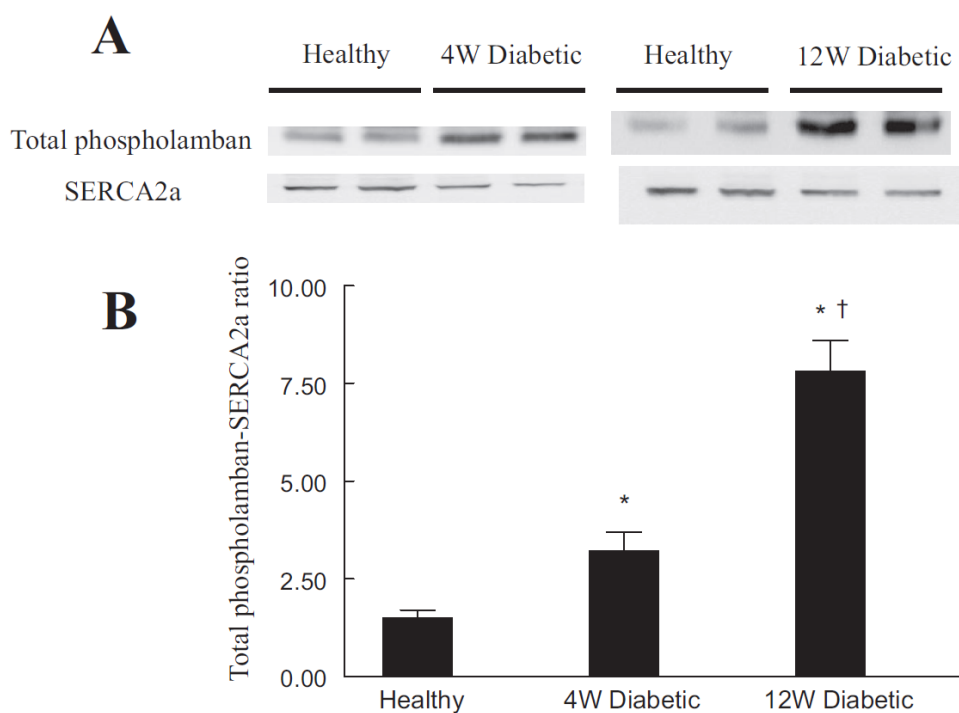 A
Healthy 4W Diabetic Healthy 12W Diabetic
Total phospholamban
SERCA2a
B
Total phospholamban-SERCA2a ratio
10.00
7.50
5.00
2.50
0.00
* †
*
Healthy 4W Diabetic 12W Diabetic